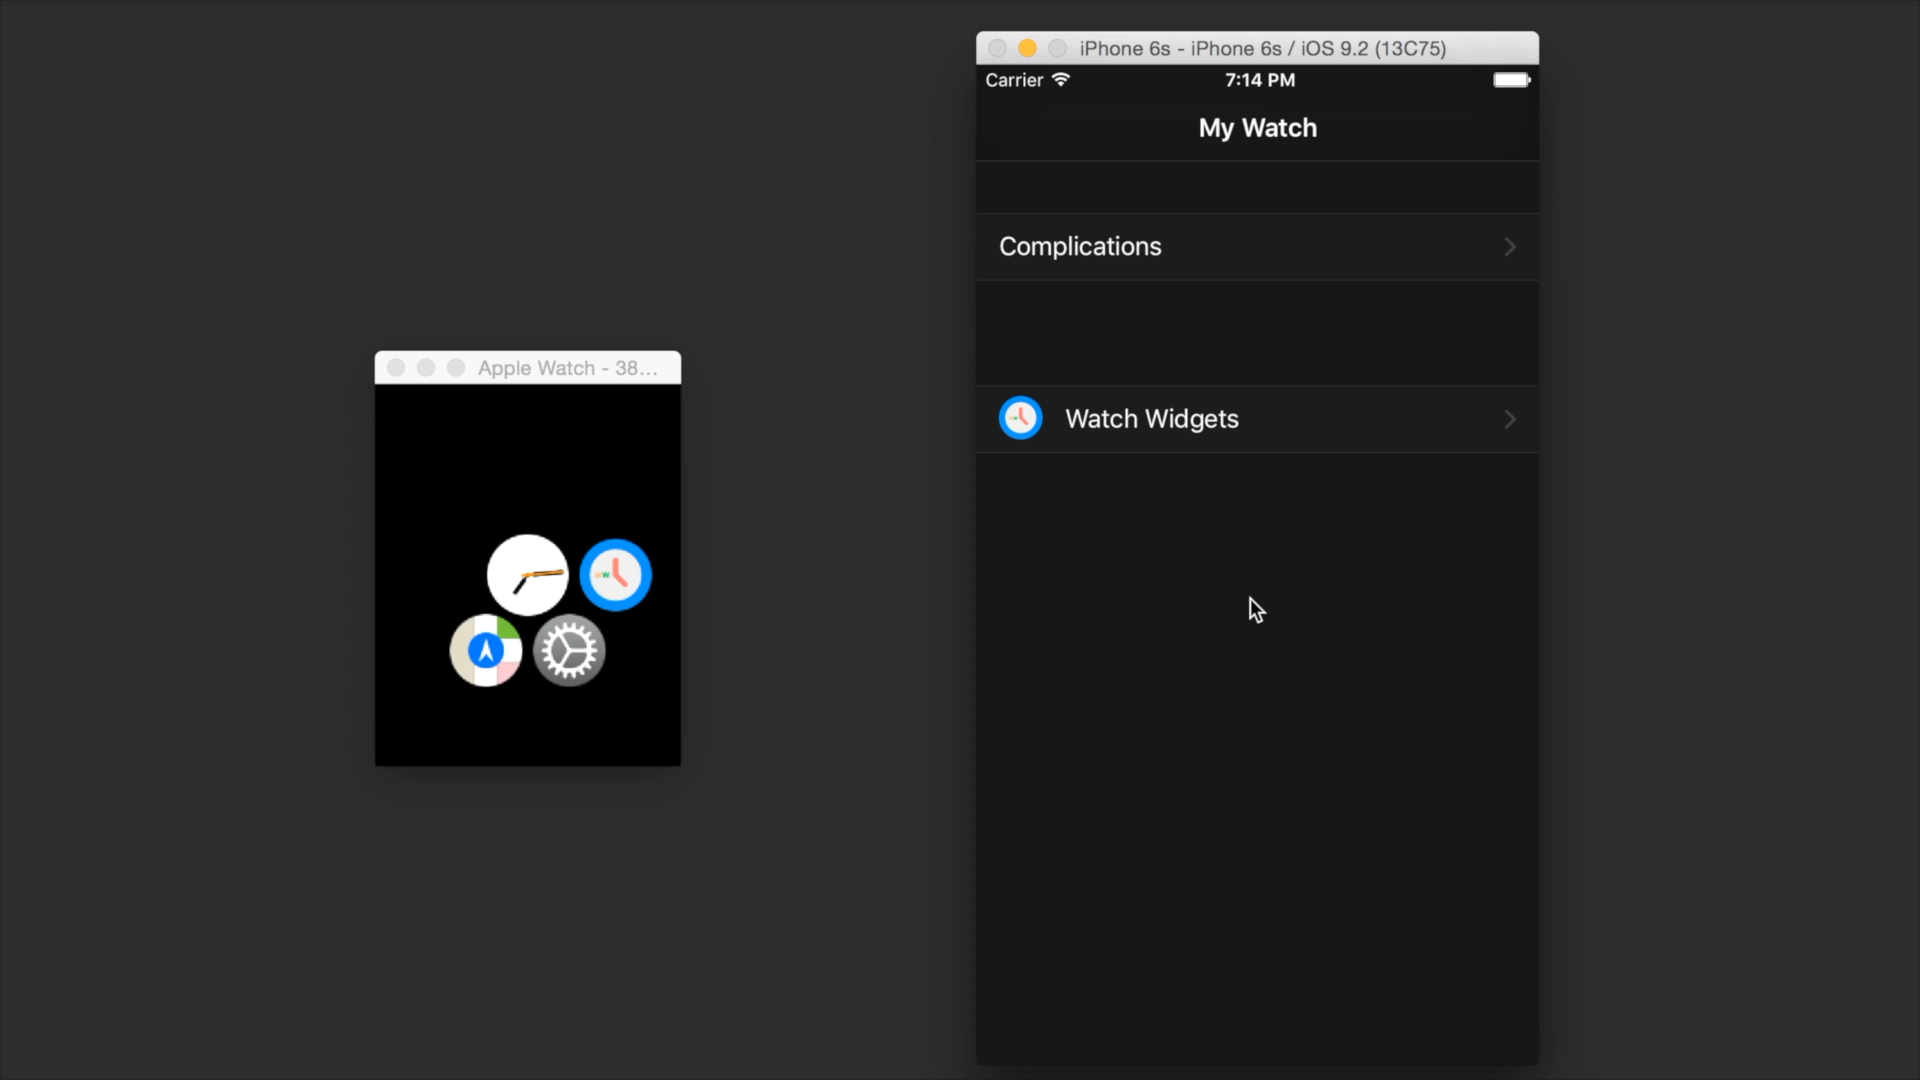 iPhone 6s - iPhone 6s / iOS 9.2 (13C75)
Carrier 7:14 PM
My Watch
Complications
Apple Watch - 38...
Watch Widgets
ww